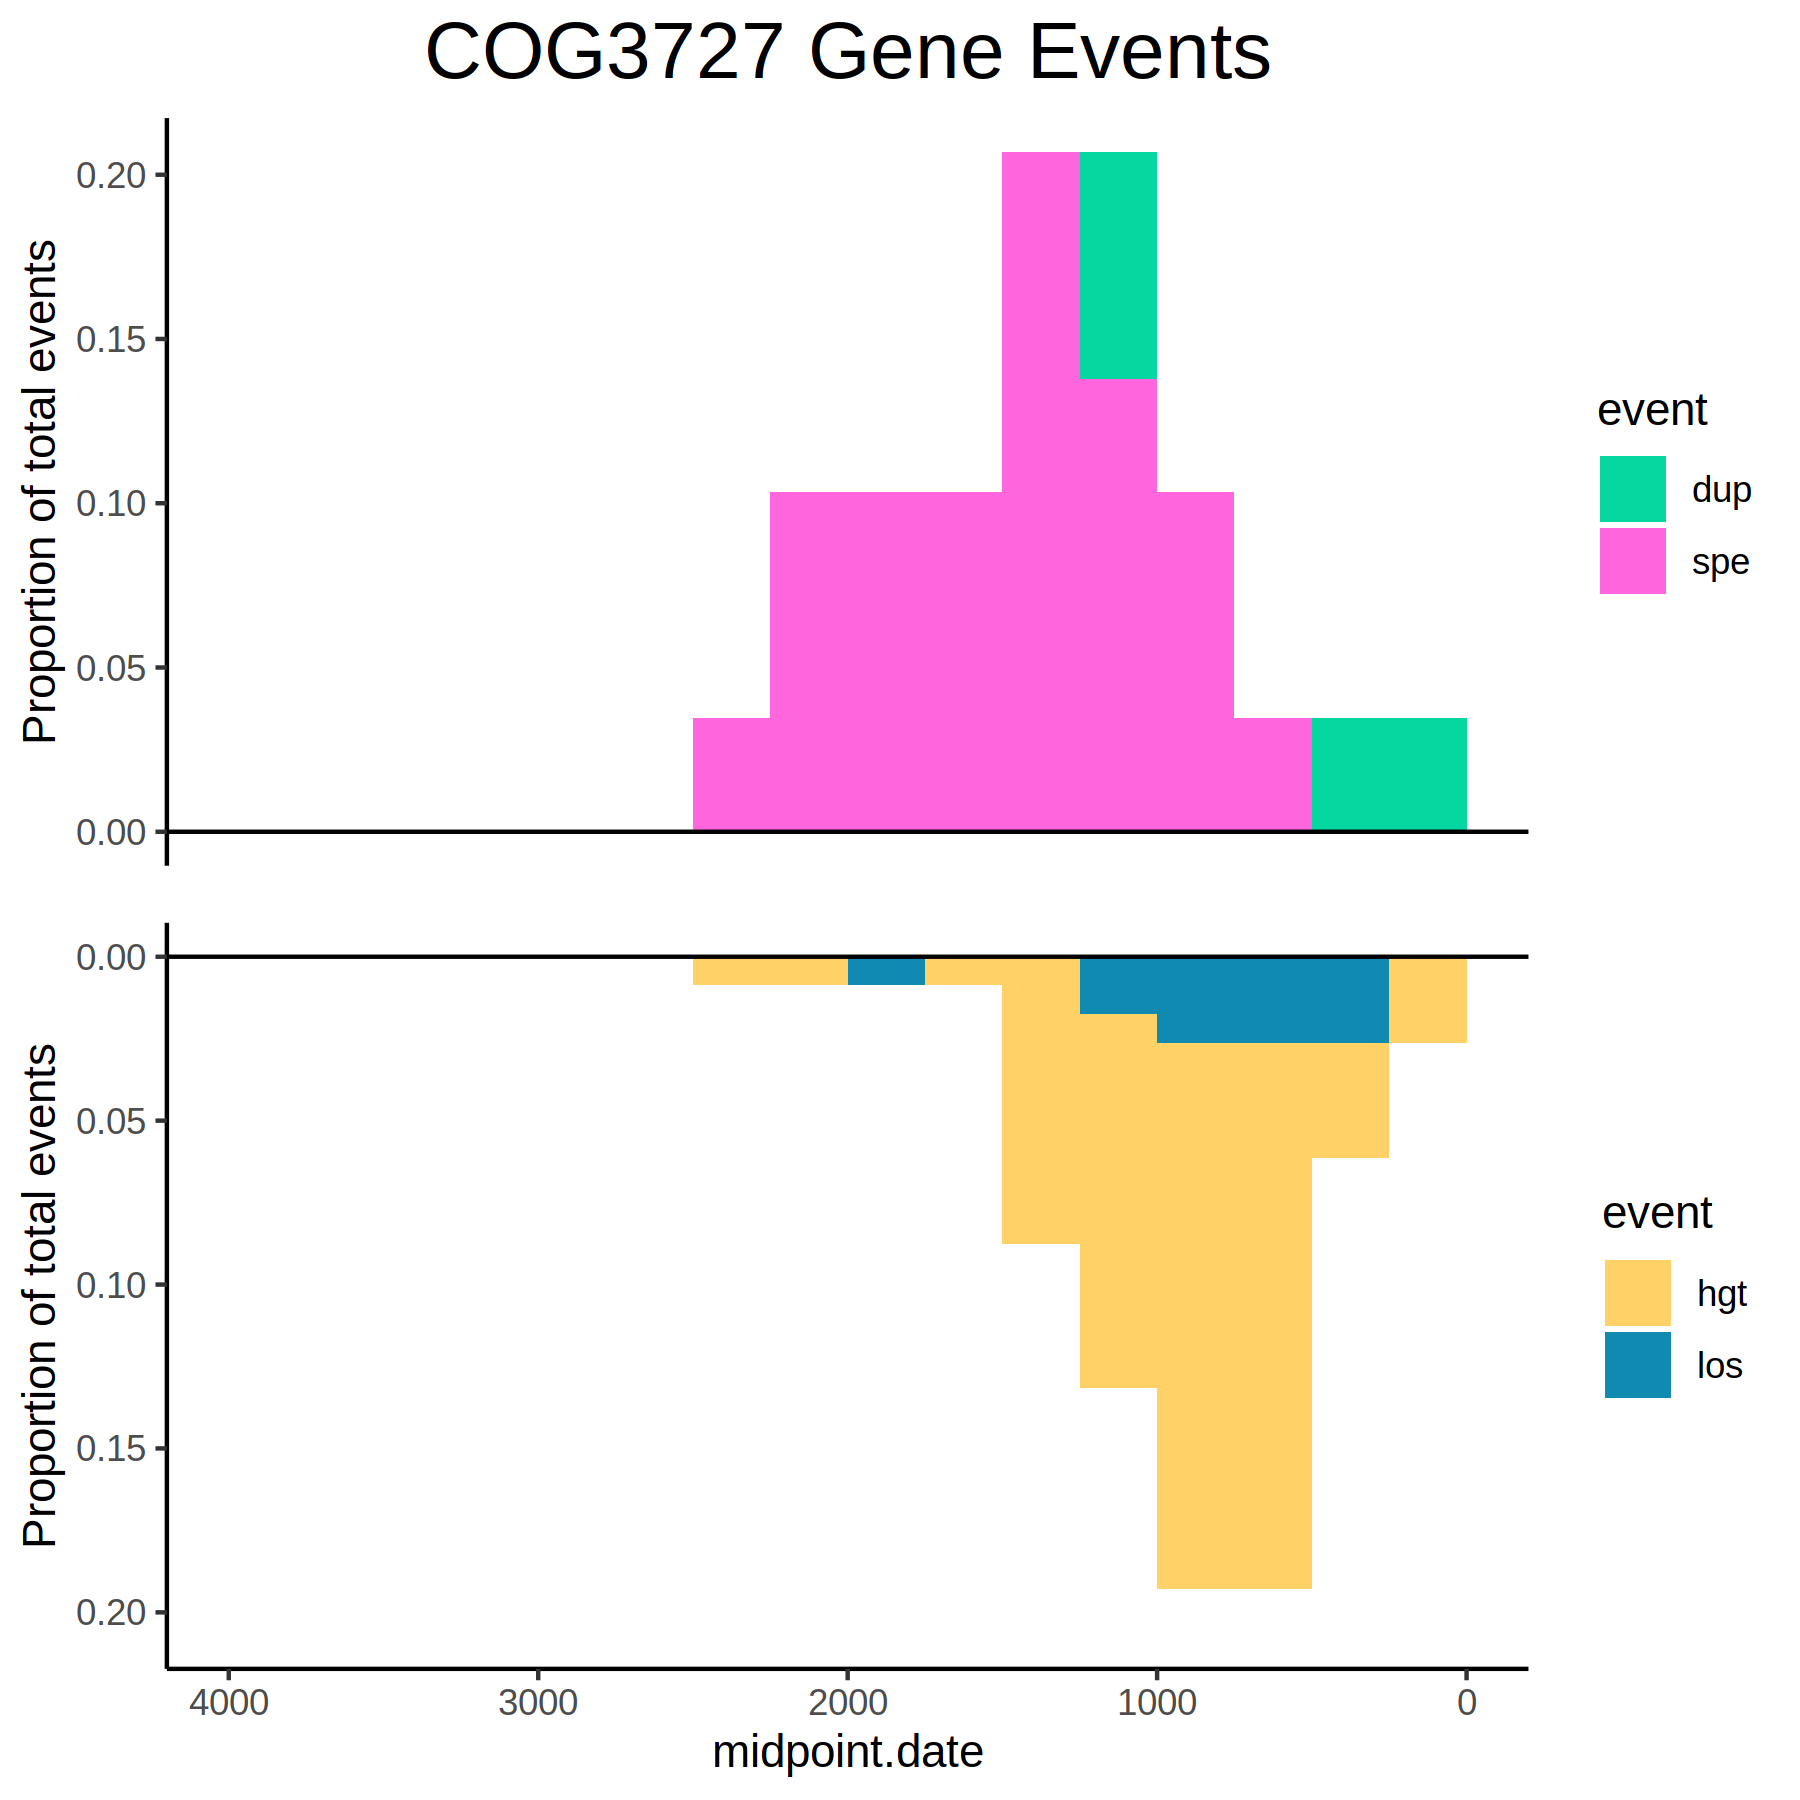 COG3727 Gene Events
Proportion of total events
0.20
0.15
0.10
0.05
0.00
event
dup
spe
Proportion of total events
0.00
0.05
0.10
0.15
0.20
event
hgt
los
4000 3000 2000 1000 0
midpoint.date